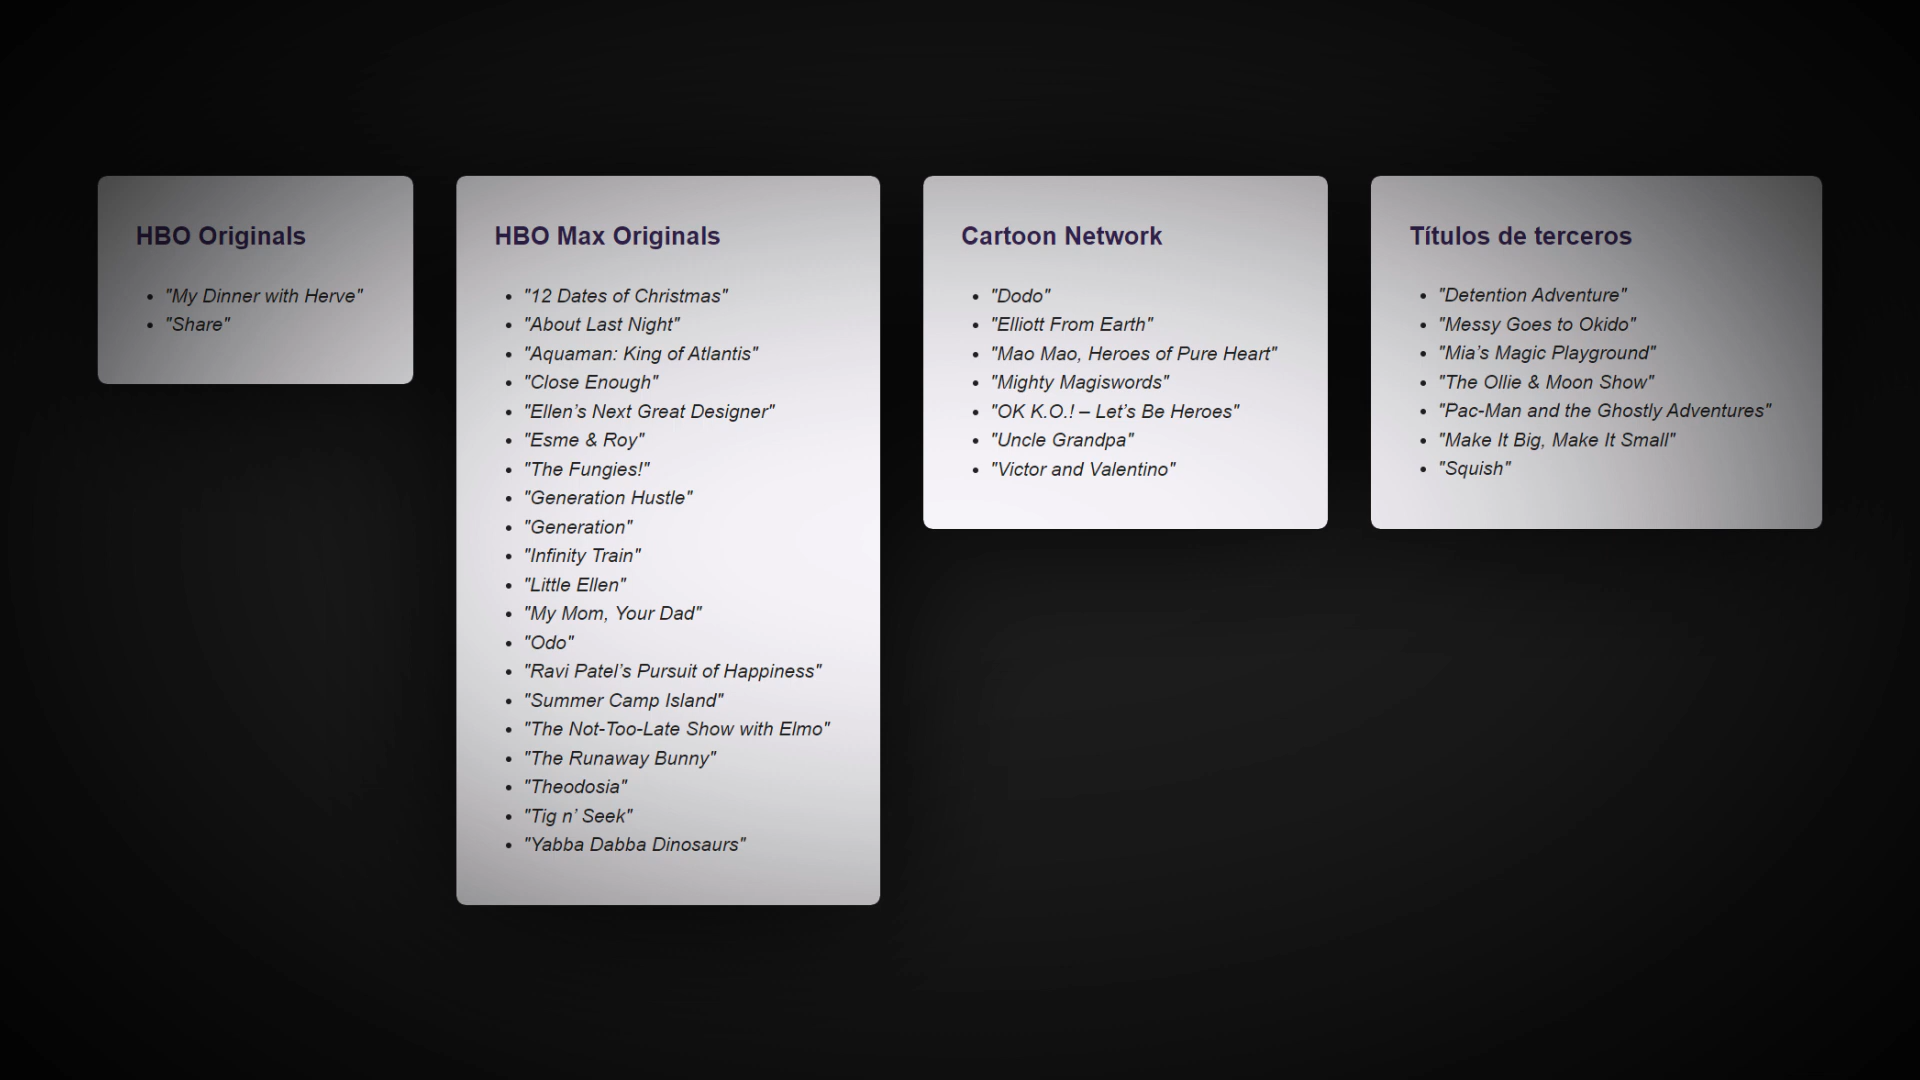 HBO Originals
"My Dinner with Herve"
"Share"
HBO Max Originals
"12 Dates of Christmas"
"About Last Night"
"Aquaman: King of Atlantis"
"Close Enough"
"Ellen’s Next Great Designer"
"Esme & Roy"
"The Fungies!"
"Generation Hustle"
"Generation"
"Infinity Train"
"Little Ellen"
"My Mom, Your Dad"
"Odo"
"Ravi Patel’s Pursuit of Happiness"
"Summer Camp Island"
"The Not-Too-Late Show with Elmo"
"The Runaway Bunny"
"Theodosia"
"Tig n’ Seek"
"Yabba Dabba Dinosaurs"
Cartoon Network
"Dodo"
"Elliott From Earth"
"Mao Mao, Heroes of Pure Heart"
"Mighty Magiswords"
"OK K.O.! – Let’s Be Heroes"
"Uncle Grandpa"
"Victor and Valentino"
Títulos de terceros
"Detention Adventure"
"Messy Goes to Okido"
"Mia’s Magic Playground"
"The Ollie & Moon Show"
"Pac-Man and the Ghostly Adventures"
"Make It Big, Make It Small"
"Squish"